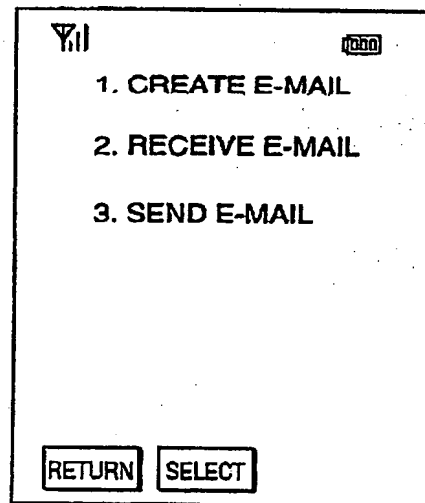 1. CREATE E-MAIL
2. RECEIVE E-MAIL
3. SEND E-MAIL
RETURN SELECT